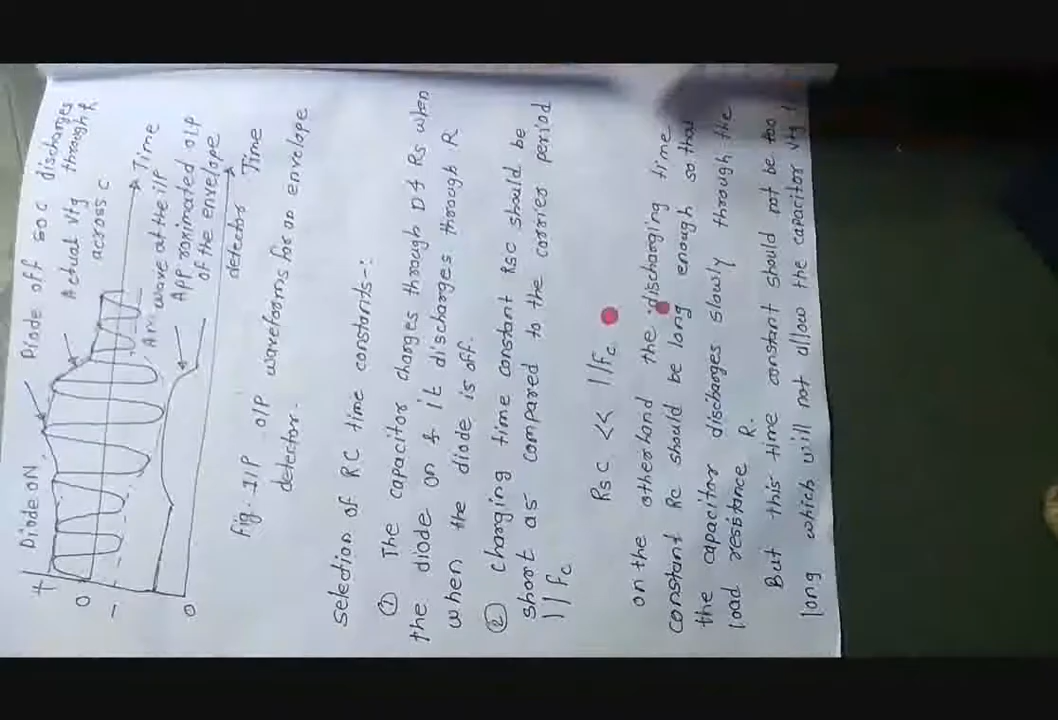 Diode ON
Diode off so c discharges
through R
Actual Vtg
across C
+
0
-
Time
AM wave at the i/p
APProximated o/P
of the envelope
detector
0
Time
Fig. I/P o/P waveforms for an envelope
detector.
selection of RC time constants-:
① The capacitor charges through D & Rs when
the diode on & it discharges through R
when the diode is off.
② charging time constant Rsc should be
short as compared to the carrier period
1/fc
Rsc << 1/fc
on the otherhand the discharging time
constant Rc should be long enough so that
the capacitor discharges slowly through the
load resistance R.
But this time constant should not be too
long which will not allow the capacitor vtg